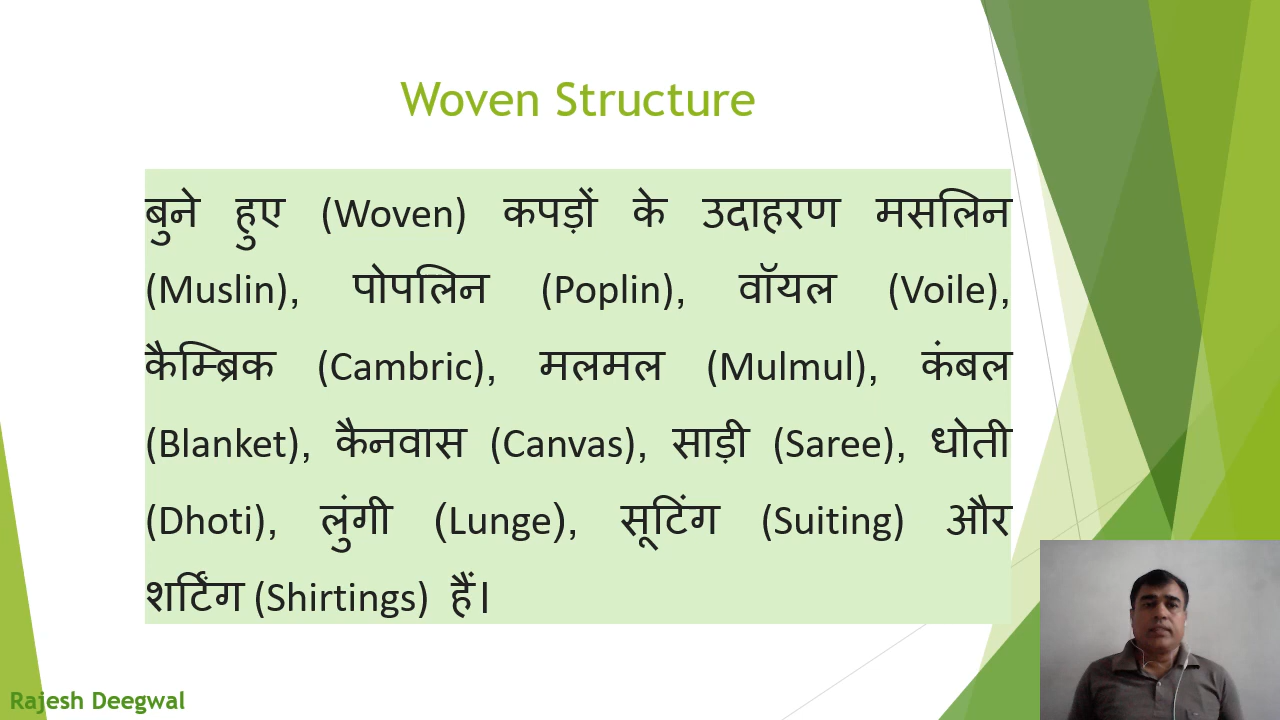 Woven Structure
बुने हुए (Woven) कपड़ों के उदाहरण मसलिन
(Muslin), पोपलिन (Poplin), वॉयल (Voile),
कैम्ब्रिक (Cambric), मलमल (Mulmul), कंबल
(Blanket), कैनवास (Canvas), साड़ी (Saree), धोती
(Dhoti), लुंगी (Lunge), सूटिंग (Suiting) और
शर्टिंग (Shirtings) हैं।
Rajesh Deegwal